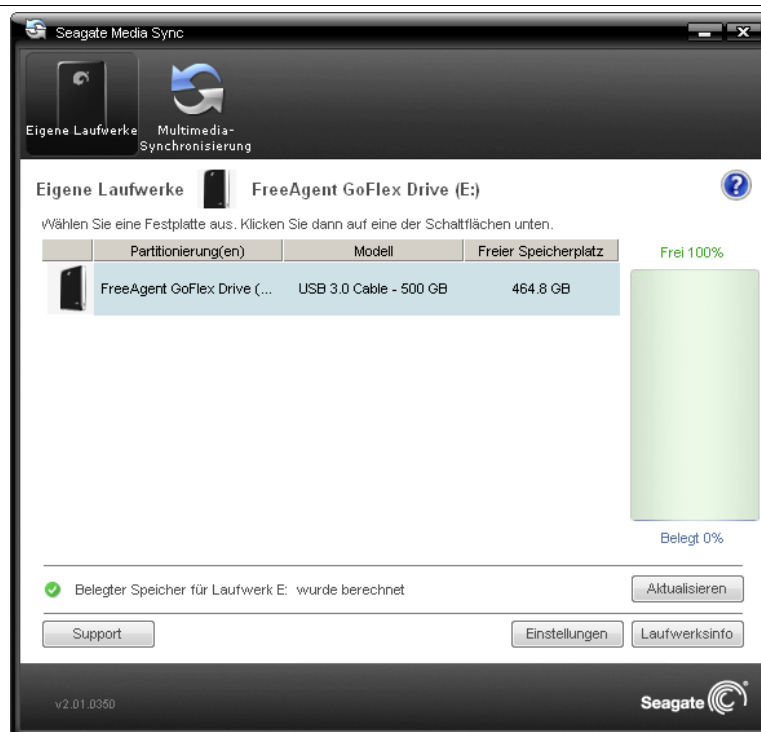 Seagate Media Sync
Eigene Laufwerke
Multimedia-
Synchronisierung
Eigene Laufwerke FreeAgent GoFlex Drive (E:)
Wählen Sie eine Festplatte aus. Klicken Sie dann auf eine der Schaltflächen unten.
Partitionierung(en) Modell Freier Speicherplatz
Frei 100%
FreeAgent GoFlex Drive (... USB 3.0 Cable - 500 GB 464.8 GB
Belegt 0%
Belegter Speicher für Laufwerk E: wurde berechnet
Aktualisieren
Support Einstellungen Laufwerksinfo
v2.01.0350
Seagate